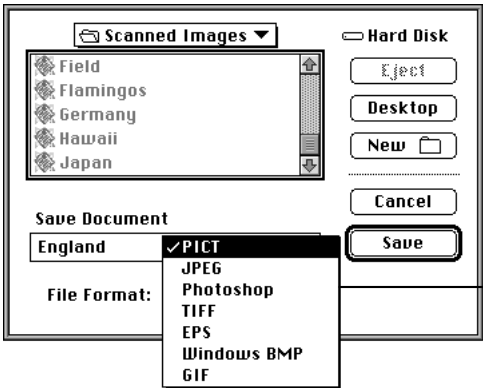 Scanned Images
Hard Disk
Field
Flamingos
Germany
Hawaii
Japan
Eject
Desktop
New
Cancel
Save
Save Document
England
File Format:
PICT
JPEG
Photoshop
TIFF
EPS
Windows BMP
GIF